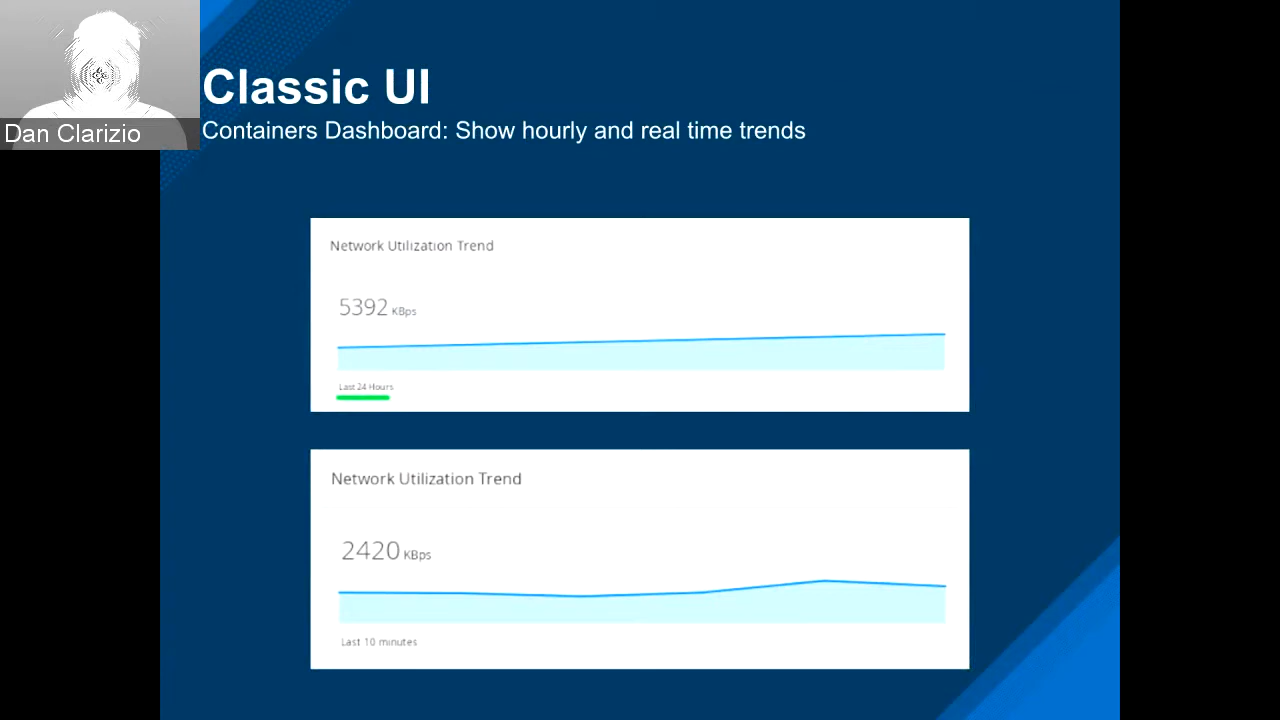 Classic UI
Dan Clarizio
Containers Dashboard: Show hourly and real time trends
Network Utilization Trend
5392 KBps
Last 24 Hours
Network Utilization Trend
2420 KBps
Last 10 minutes